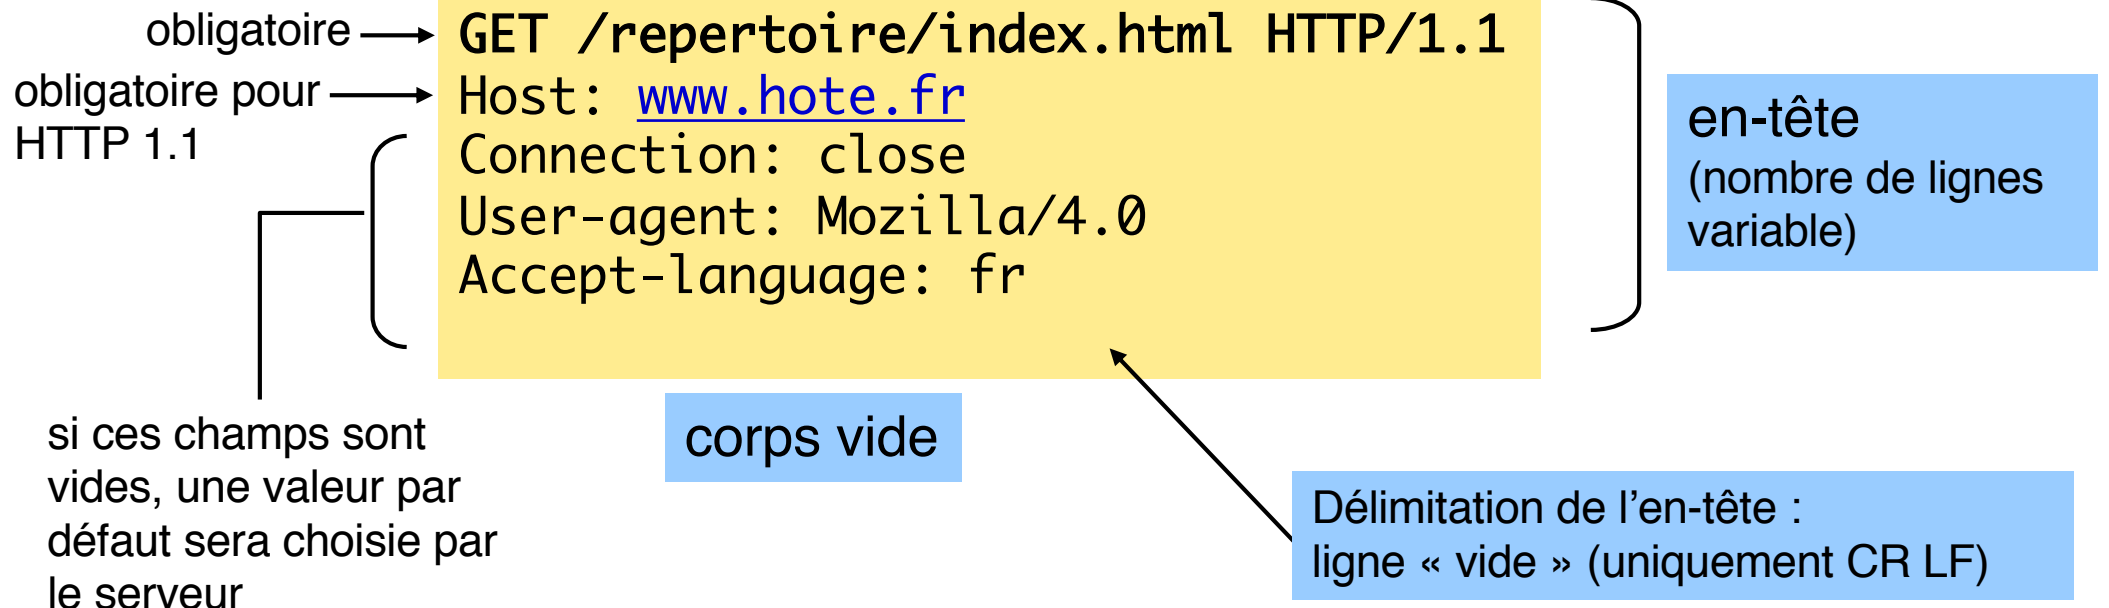 obligatoire
GET /repertoire/index.html HTTP/1.1
obligatoire pour
HTTP 1.1
Host: www.hote.fr
Connection: close
User-agent: Mozilla/4.0
Accept-language: fr
en-tête
(nombre de lignes
variable)
si ces champs sont
vides, une valeur par
défaut sera choisie par
le serveur
corps vide
Délimitation de l’en-tête :
ligne « vide » (uniquement CR LF)